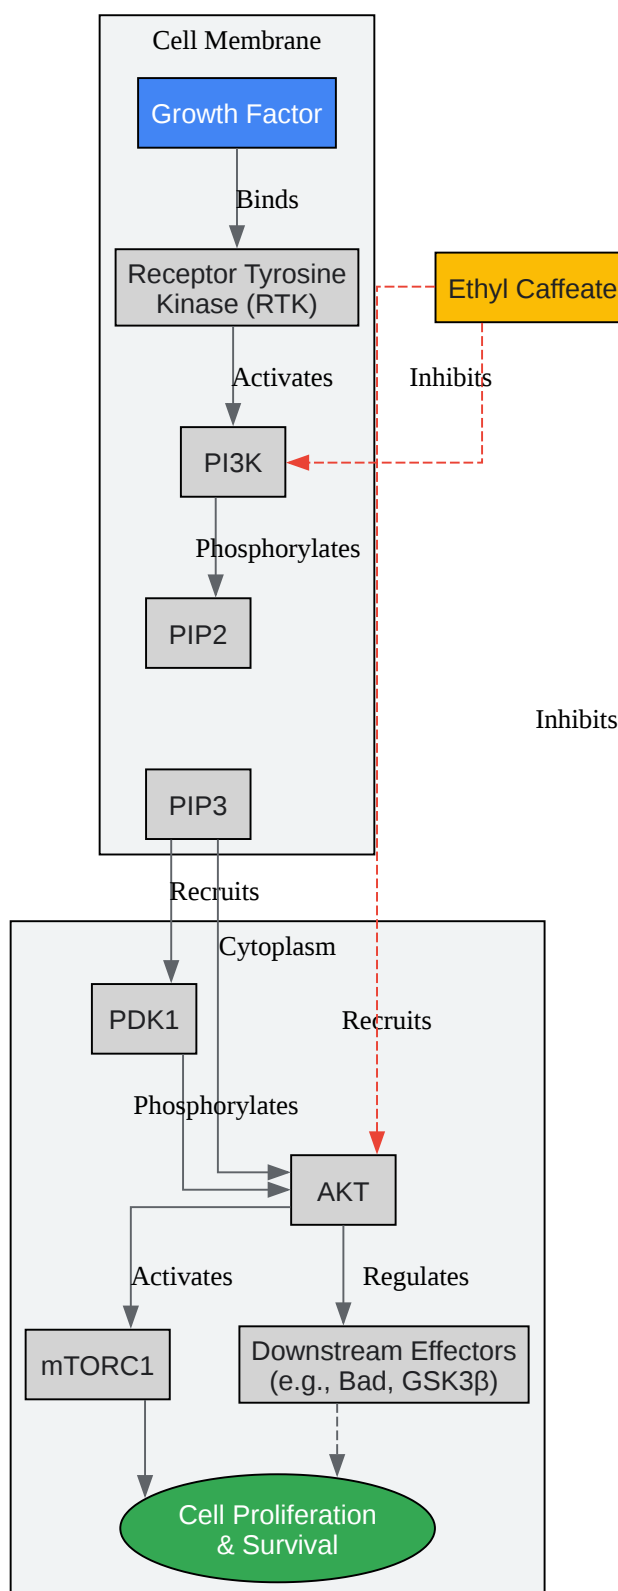 Cell Membrane
Growth Factor
Binds
Receptor Tyrosine
Kinase (RTK)
Ethyl Caffeate
Activates
Inhibits
PI3K
Phosphorylates
PIP2
Inhibits
PIP3
Recruits
Cytoplasm
PDK1
Recruits
Phosphorylates
AKT
Activates
Regulates
mTORC1
Downstream Effectors
(e.g., Bad, GSK3β)
Cell Proliferation
& Survival